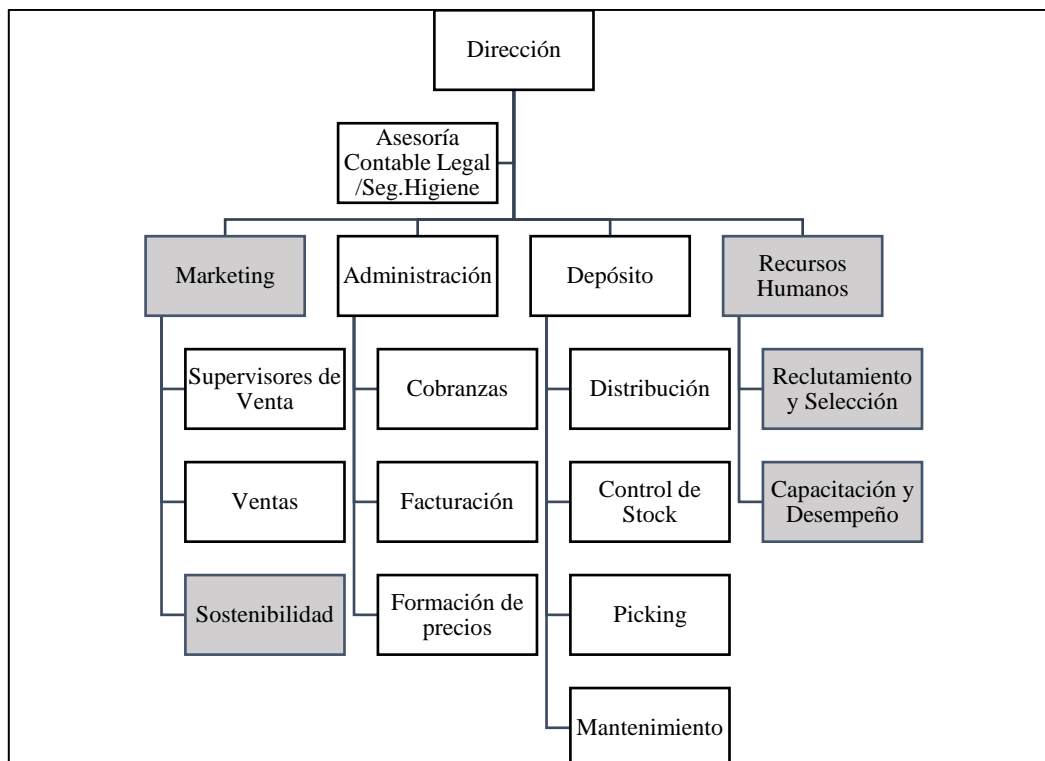 Dirección
Asesoría
Contable Legal
/Seg.Higiene
Marketing
Administración
Depósito
Recursos
Humanos
Supervisores de
Venta
Cobranzas
Distribución
Reclutamiento
y Selección
Ventas
Facturación
Control de
Stock
Capacitación y
Desempeño
Sostenibilidad
Formación de
precios
Picking
Mantenimiento